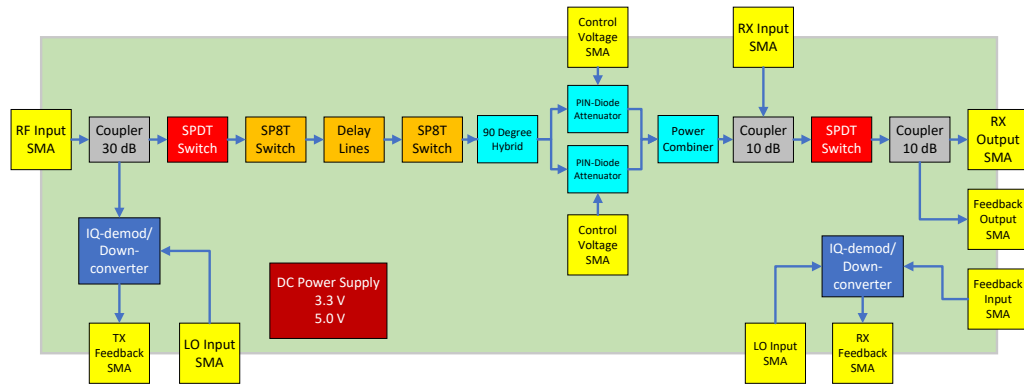 Control
Voltage
SMA
RX Input
SMA
RF Input
SMA
Coupler
30 dB
SPDT
Switch
SP8T
Switch
Delay
Lines
SP8T
Switch
90 Degree
Hybrid
PIN-Diode
Attenuator
PIN-Diode
Attenuator
Power
Combiner
Coupler
10 dB
SPDT
Switch
Coupler
10 dB
RX
Output
SMA
Feedback
Output
SMA
IQ-demod/
Down-
converter
Control
Voltage
SMA
IQ-demod/
Down-
converter
DC Power Supply
3.3 V
5.0 V
Feedback
Input
SMA
TX
Feedback
SMA
LO Input
SMA
LO Input
SMA
RX
Feedback
SMA